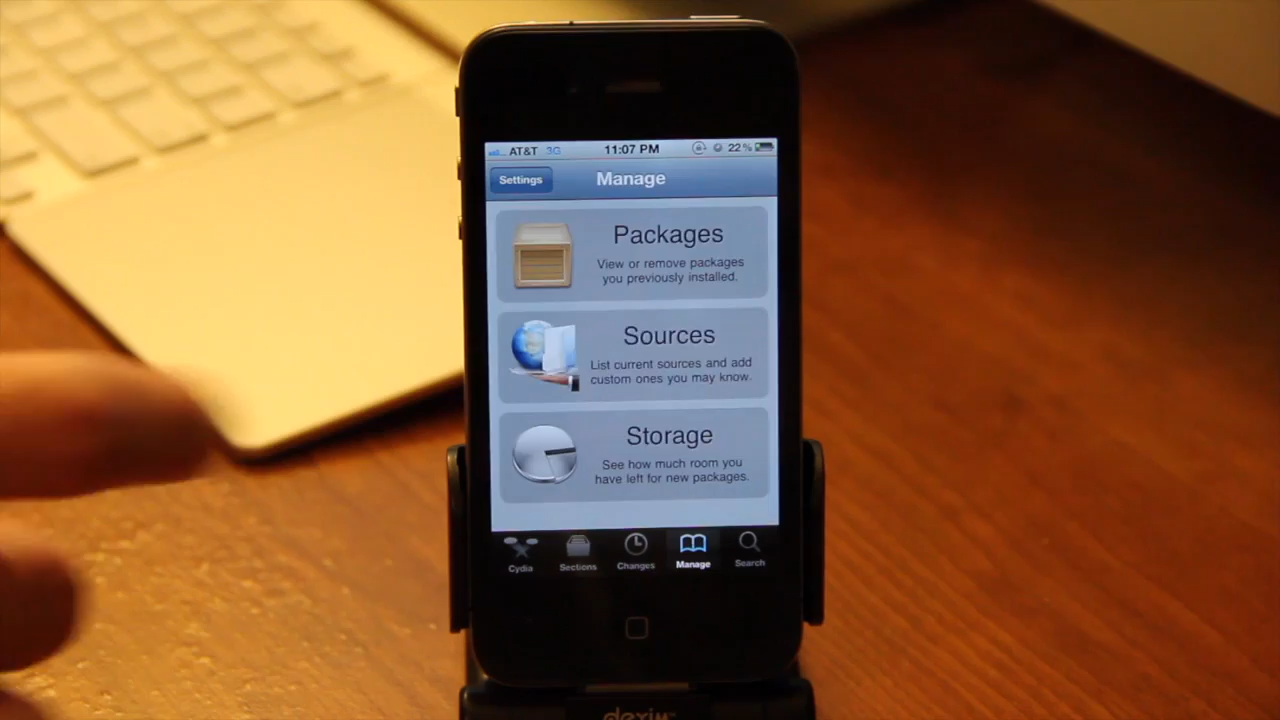 AT&T 3G 11:07 PM 22%
Settings Manage
Packages
View or remove packages
you previously installed.
Sources
List current sources and add
custom ones you may know.
Storage
See how much room you
have left for new packages.
Cydia Sections Changes Manage Search